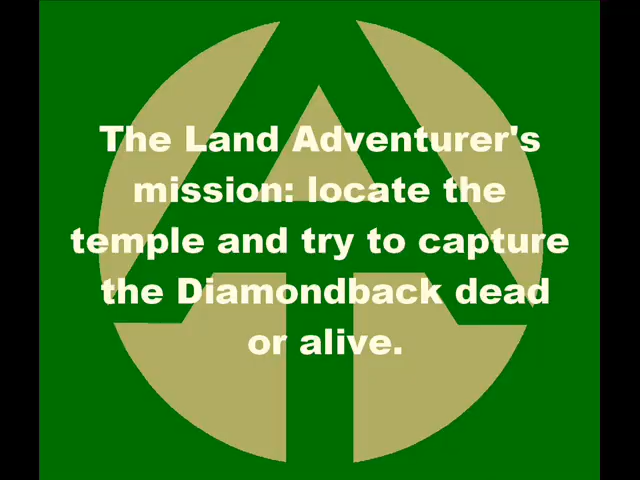 The Land Adventurer's
mission: locate the
temple and try to capture
the Diamondback dead
or alive.